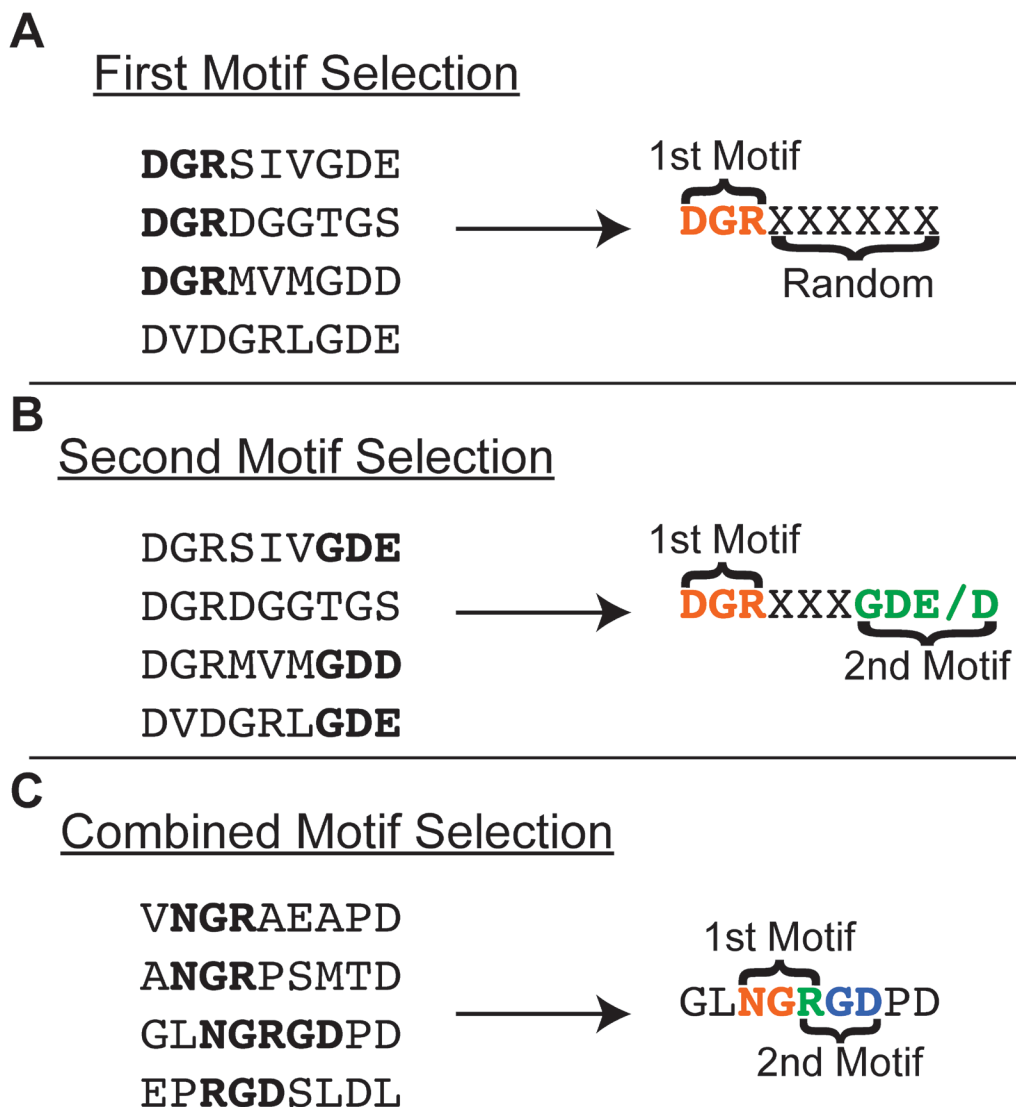 A
First Motif Selection
DGRSIVGDE
DGRDGGTGS
DGRMVMGDD
DVDGRLGDE
1st Motif
DGRXXXXXX
Random
B
Second Motif Selection
DGRSIVGDE
DGRDGGTGS
DGRMVMGDD
DVDGRLGDE
1st Motif
DGRXXXGDE/D
2nd Motif
C
Combined Motif Selection
VNGRAEAPD
ANGRPSMTD
GLNGRGDPD
EPRGDSLDL
1st Motif
GLNGRGDPD
2nd Motif